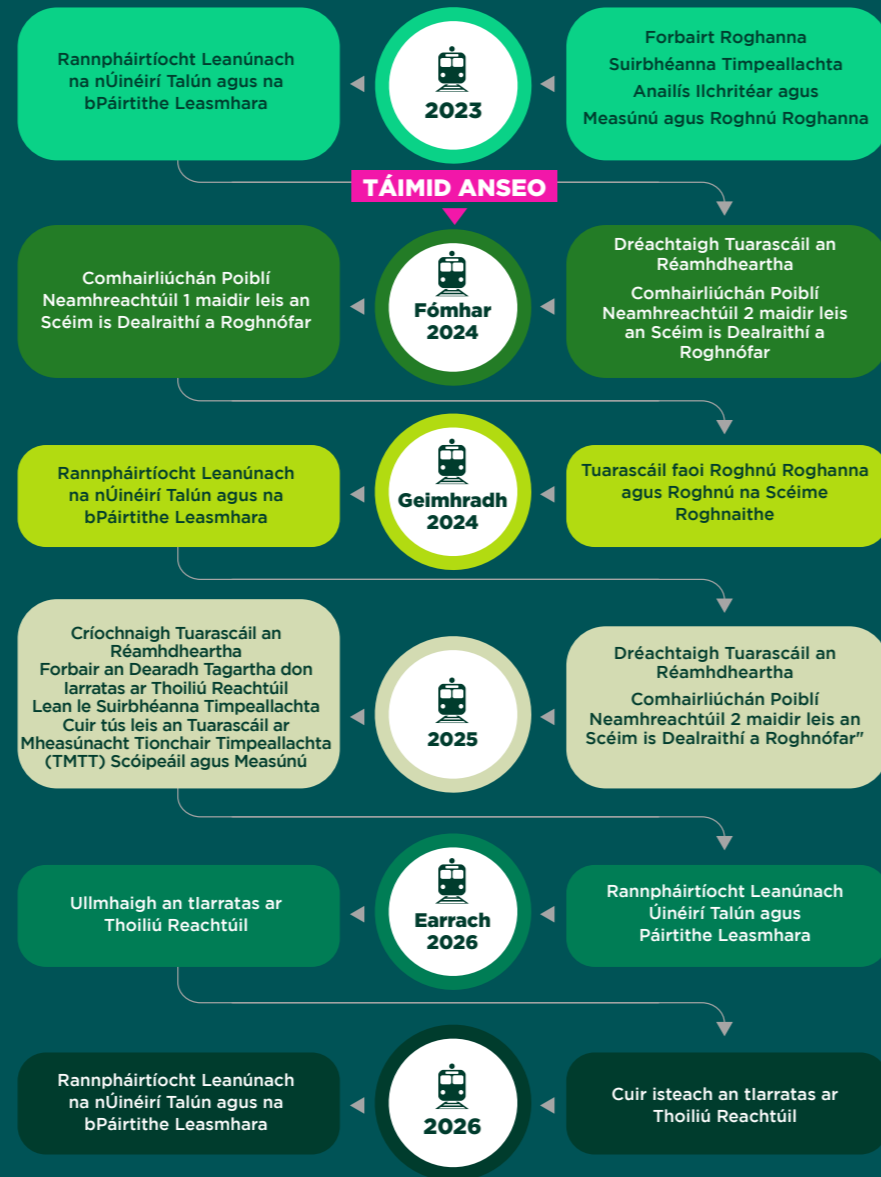 Rannpháirtíocht Leanúnach
na nÚinéirí Talún agus na
bPáirtithe Leasmhara
2023
Forbairt Roghanna
Suirbhéanna Timpeallachta
Anailís Ilchritéar agus
Measúnú agus Roghnú Roghanna
TÁIMID ANSEO
Comhairliúchán Poiblí
Neamhreachtúil 1 maidir leis an
Scéim is Dealraithí a Roghnófar
Fómhar
2024
Dréachtaigh Tuarascáil an
Réamhdheartha
Comhairliúchán Poiblí
Neamhreachtúil 2 maidir leis
an Scéim is Dealraithí a
Roghnófar
Rannpháirtíocht Leanúnach
na nÚinéirí Talún agus na
bPáirtithe Leasmhara
Geimhradh
2024
Tuarascáil faoi Roghnú Roghanna
agus Roghnú na Scéime
Roghnaithe
Críochnaigh Tuarascáil an
Réamhdheartha
Forbair an Dearadh Tagartha don
Iarratas ar Thoiliú Reachtúil
Lean le Suirbhéanna Timpeallachta
Cuir tús leis an Tuarascáil ar
Mheasúnacht Tionchair Timpeallachta
(TMTT) Scóipeáil agus Measúnú
2025
Dréachtaigh Tuarascáil an
Réamhdheartha
Comhairliúchán Poiblí
Neamhreachtúil 2 maidir leis an
Scéim is Dealraithí a Roghnófar"
Ullmhaigh an tIarratas ar
Thoiliú Reachtúil
Earrach
2026
Rannpháirtíocht Leanúnach
Úinéirí Talún agus
Páirtithe Leasmhara
Rannpháirtíocht Leanúnach
na nÚinéirí Talún agus na
bPáirtithe Leasmhara
2026
Cuir isteach an tIarratas ar
Thoiliú Reachtúil